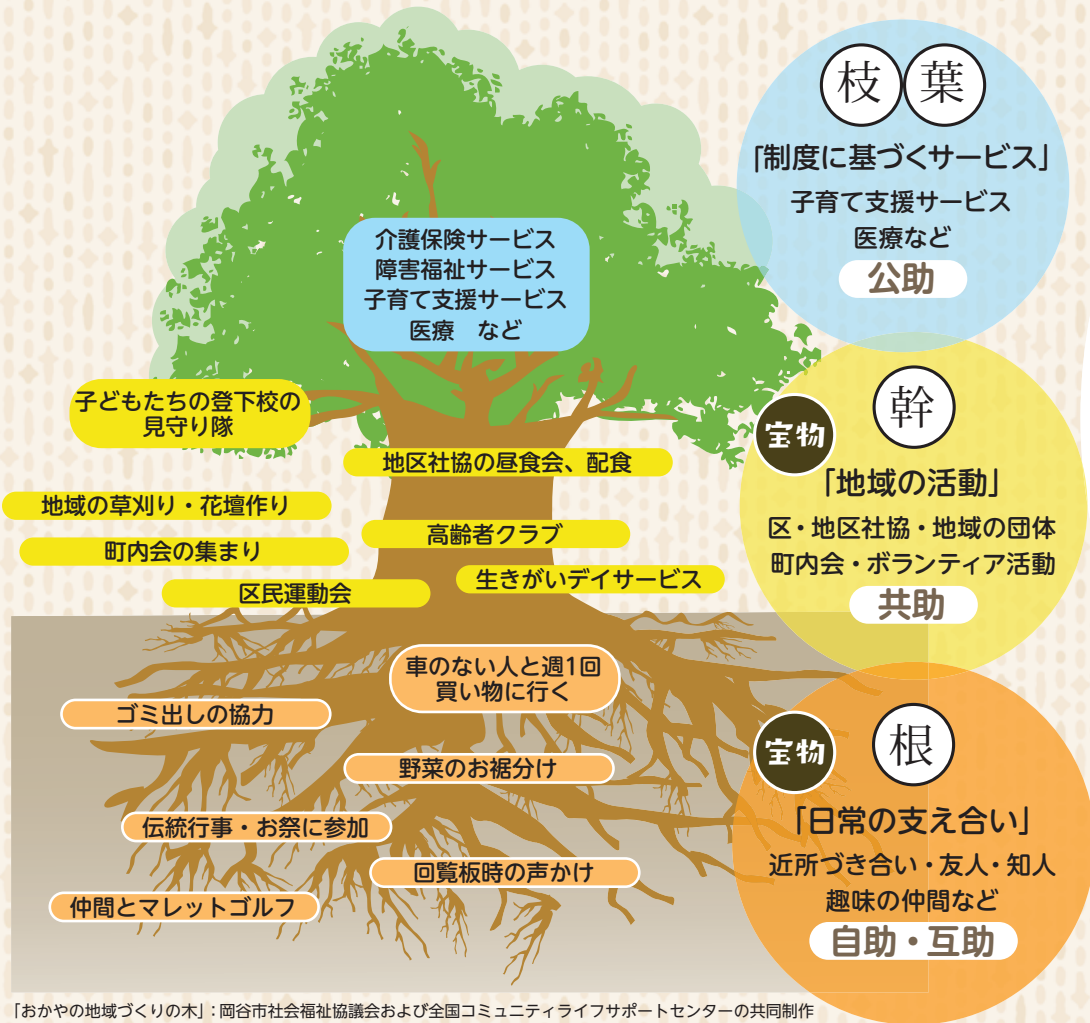 枝 葉
「制度に基づくサービス」
子育て支援サービス
医療など
公助
介護保険サービス
障害福祉サービス
子育て支援サービス
医療 など
宝物
幹
「地域の活動」
区・地区社協・地域の団体
町内会・ボランティア活動
共助
子どもたちの登下校の
見守り隊
地区社協の昼食会、配食
地域の草刈り・花壇作り
高齢者クラブ
町内会の集まり
生きがいデイサービス
区民運動会
宝物
根
「日常の支え合い」
近所づき合い・友人・知人
趣味の仲間など
自助・互助
車のない人と週1回
買い物に行く
ゴミ出しの協力
野菜のお裾分け
伝統行事・お祭に参加
回覧板時の声かけ
仲間とマレットゴルフ
「おかやの地域づくりの木」:岡谷市社会福祉協議会および全国コミュニティライフサポートセンターの共同制作